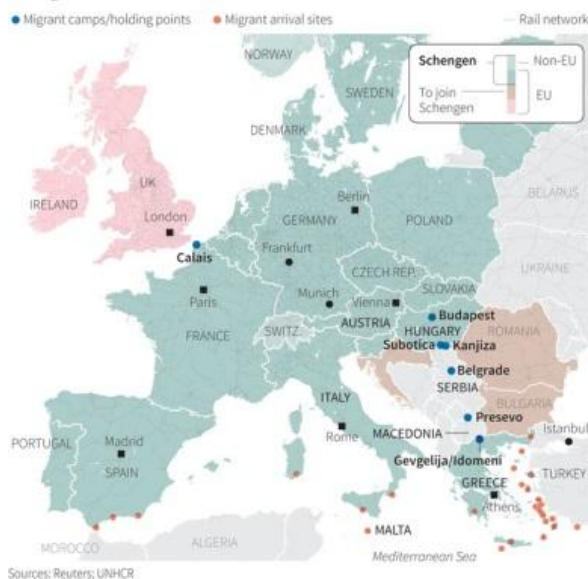 Migrant camps/holding points
Migrant arrival sites
Rail network
Schengen
Non-EU
To join
Schengen
EU
NORWAY
SWEDEN
DENMARK
BELARUS
IRELAND
UK
London
Berlin
GERMANY
POLAND
Calais
Frankfurt
UKRAINE
CZECH REP.
Paris
Munich
Vienna
SLOVAKIA
Budapest
AUSTRIA
HUNGARY
ROMANIA
FRANCE
SWITZ.
Subotica
Kanjiza
Belgrade
SERBIA
ITALY
BULGARIA
Presevo
Rome
MACEDONIA
Istanbul
PORTUGAL
Madrid
SPAIN
Gevgelija/Idomeni
TURKEY
GREECE
Athens
MALTA
MOROCCO
ALGERIA
Mediterranean Sea
Sources: Reuters; UNHCR